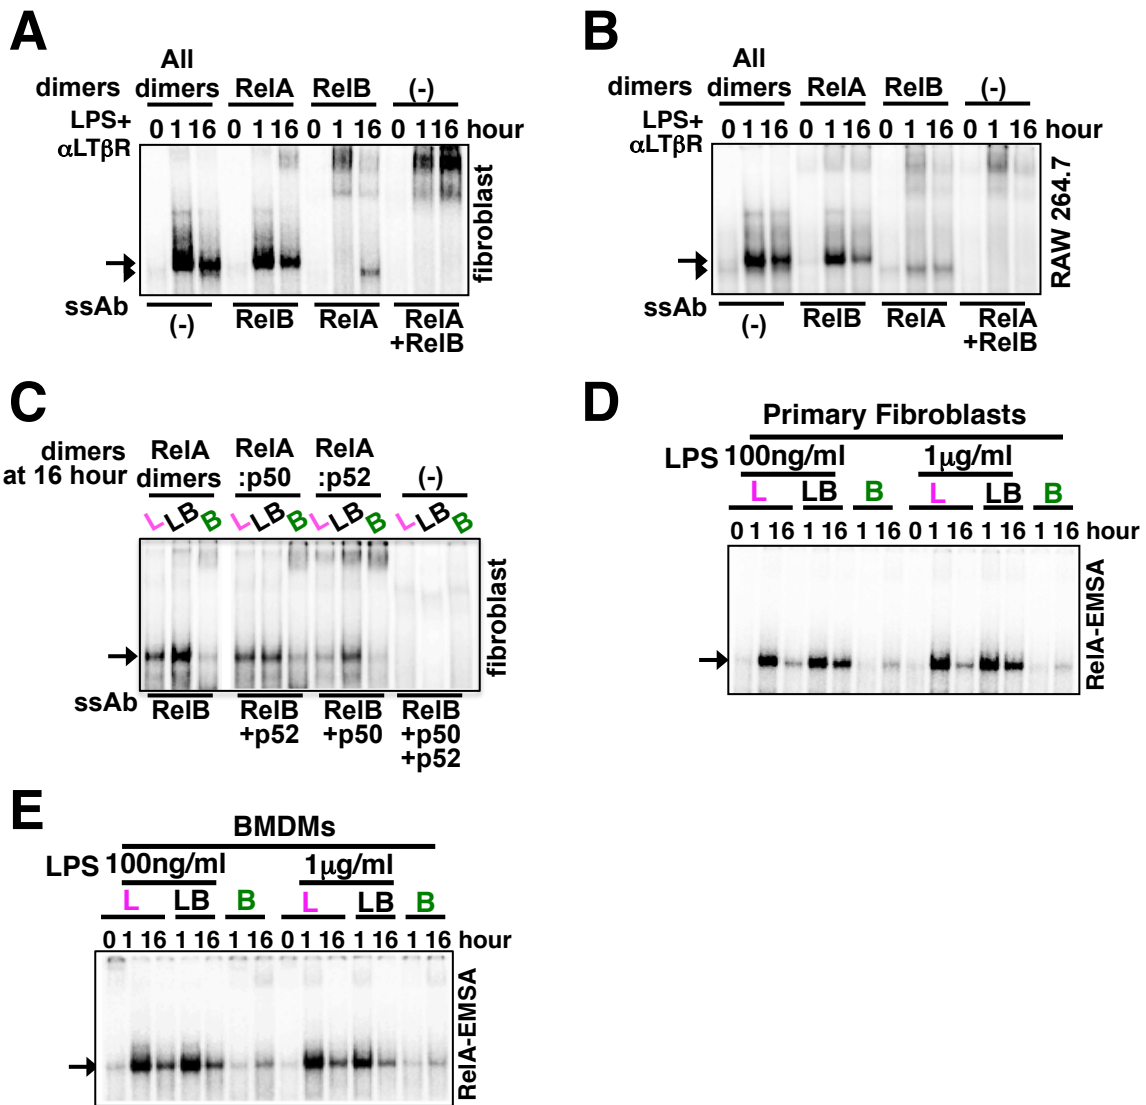 A
All
dimers dimers RelA RelB (-)
LPS+
αLTβR
0 1 16 0 1 16 0 1 16 0 1 16 hour
fibroblast
ssAb
(-) RelB RelA RelA
+RelB
B
All
dimers dimers RelA RelB (-)
LPS+
αLTβR
0 1 16 0 1 16 0 1 16 0 1 16 hour
RAW 264.7
ssAb
(-) RelB RelA RelA
+RelB
C
dimers
at 16 hour
RelA
dimers
RelA
:p50
RelA
:p52
(-)
L LB B L LB B L LB B L LB B
fibroblast
ssAb
RelB
RelB
+p52
RelB
+p50
RelB
+p50
+p52
D
Primary Fibroblasts
LPS 100ng/ml 1μg/ml
L LB B L LB B
0 1 16 1 16 1 16 0 1 16 1 16 1 16 hour
RelA-EMSA
E
BMDMs
LPS 100ng/ml 1μg/ml
L LB B L LB B
0 1 16 1 16 1 16 0 1 16 1 16 1 16 hour
RelA-EMSA